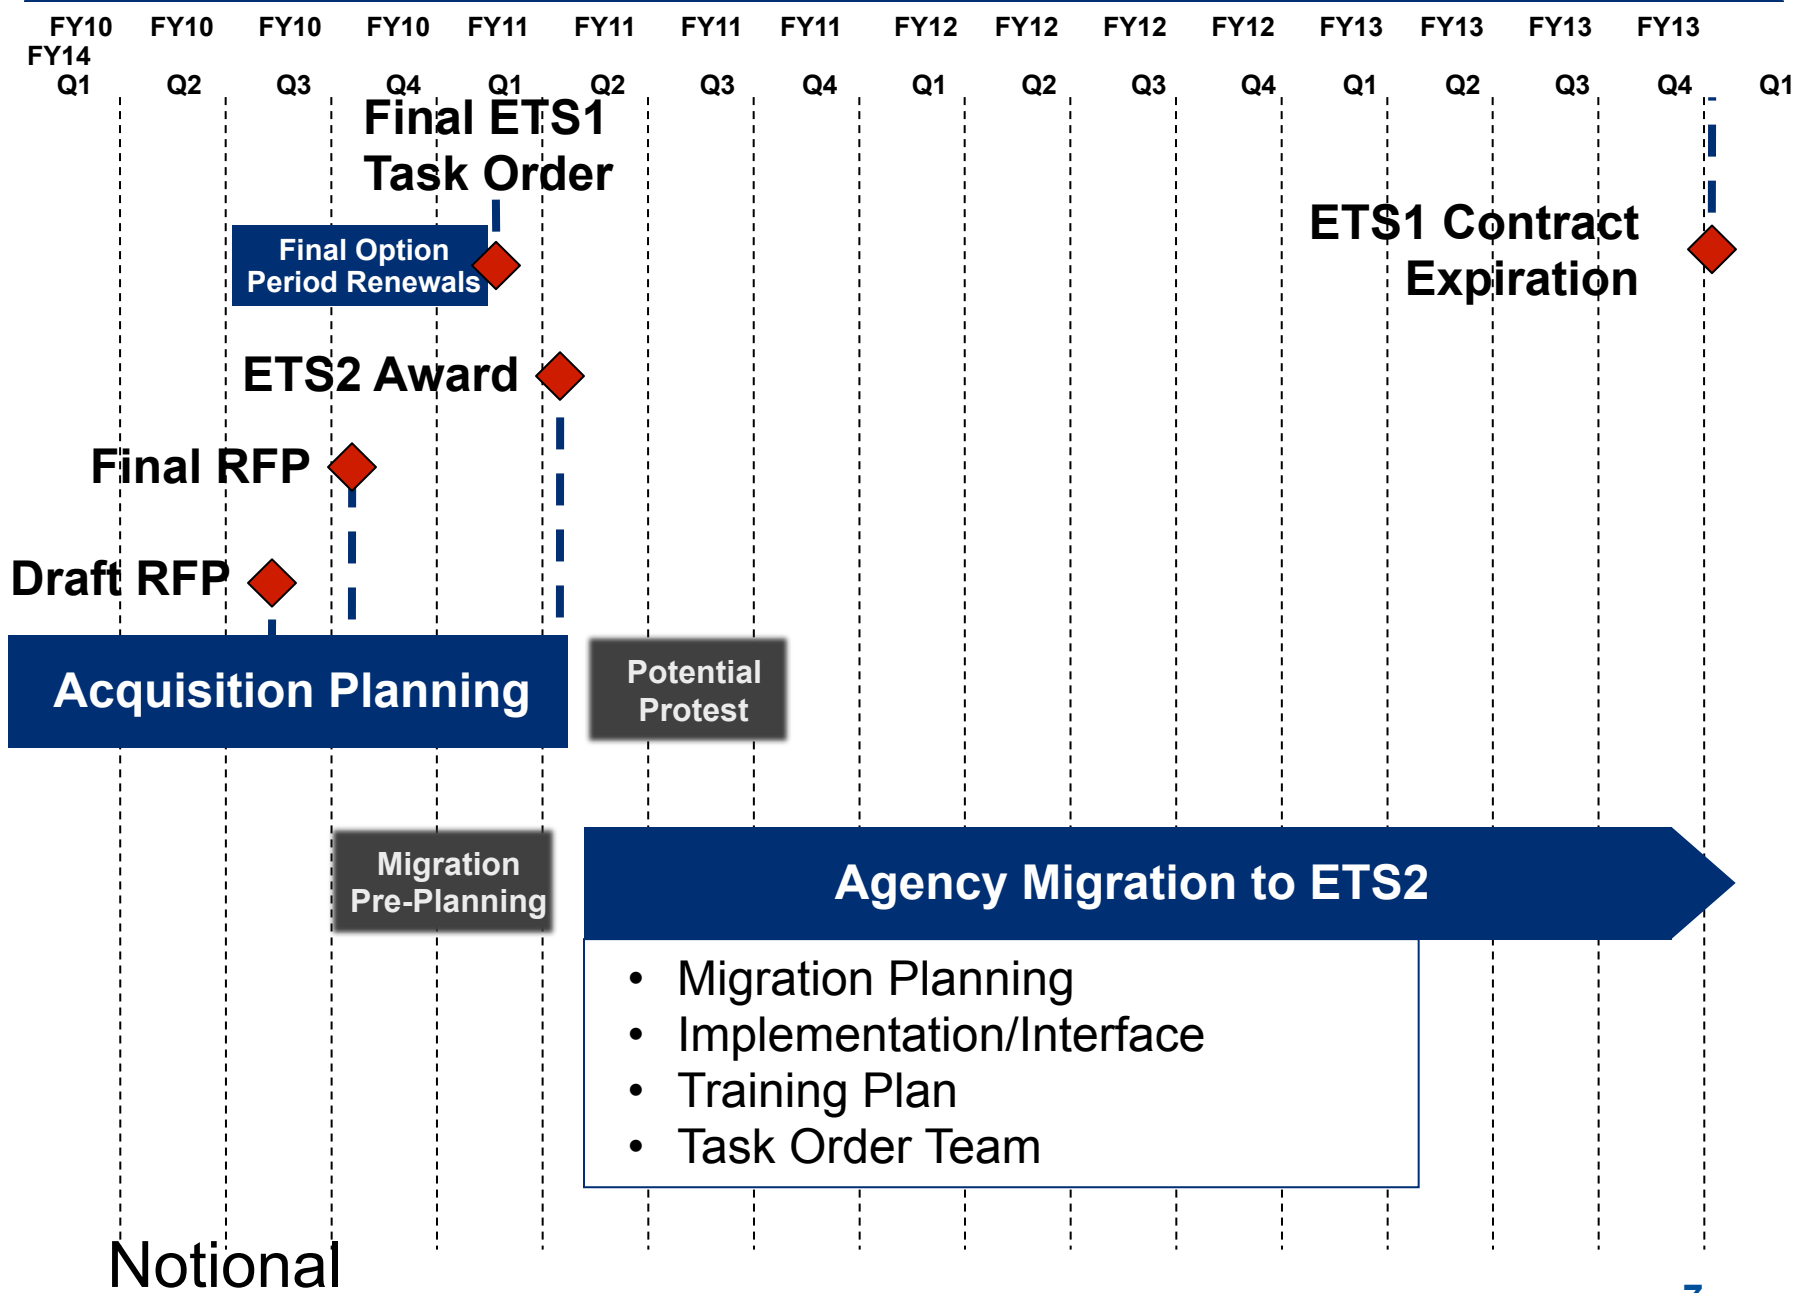 FY10 FY10 FY10 FY10 FY11 FY11 FY11 FY11 FY12 FY12 FY12 FY12 FY13 FY13 FY13 FY13
FY14
Q1 Q2 Q3 Q4 Q1 Q2 Q3 Q4 Q1 Q2 Q3 Q4 Q1 Q2 Q3 Q4 Q1
Final ETS1
Task Order
ETS1 Contract
Expiration
Final Option
Period Renewals
ETS2 Award
Final RFP
Draft RFP
Acquisition Planning
Potential
Protest
Migration
Pre-Planning
Agency Migration to ETS2
• Migration Planning
• Implementation/Interface
• Training Plan
• Task Order Team
Notional